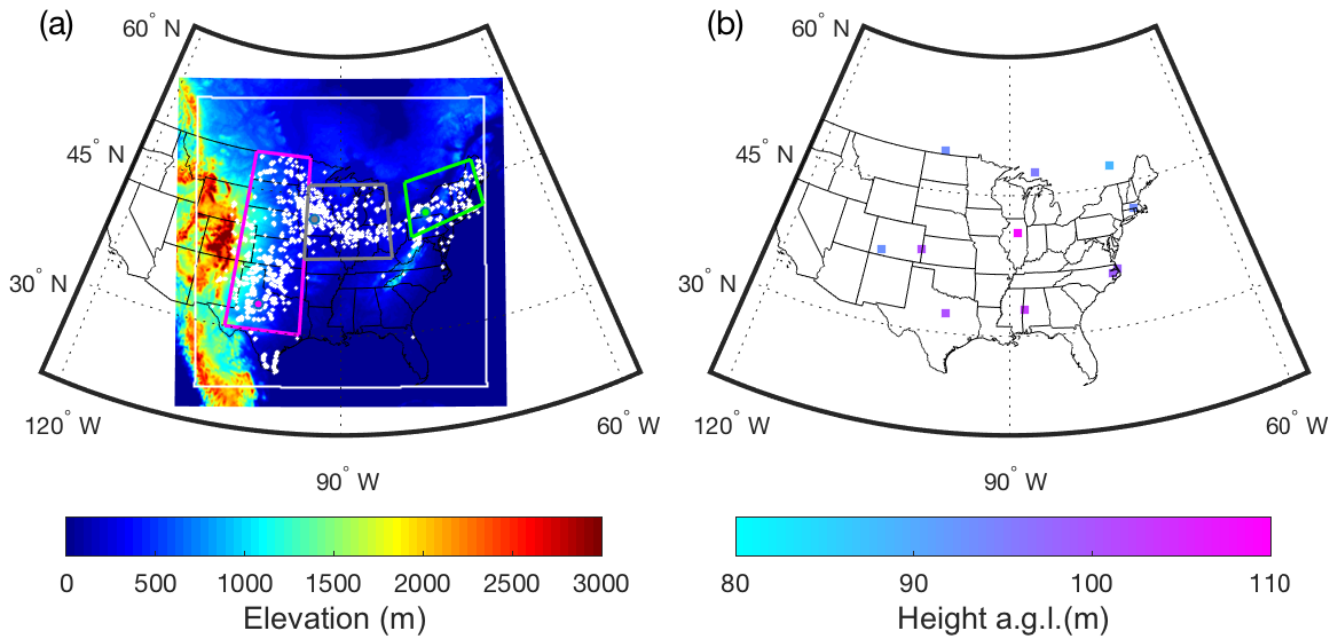 (a)
60° N
45° N
30° N
120° W
60° W
90° W
0 500 1000 1500 2000 2500 3000
Elevation (m)
(b)
60° N
45° N
30° N
120° W
60° W
90° W
80 90 100 110
Height a.g.l.(m)